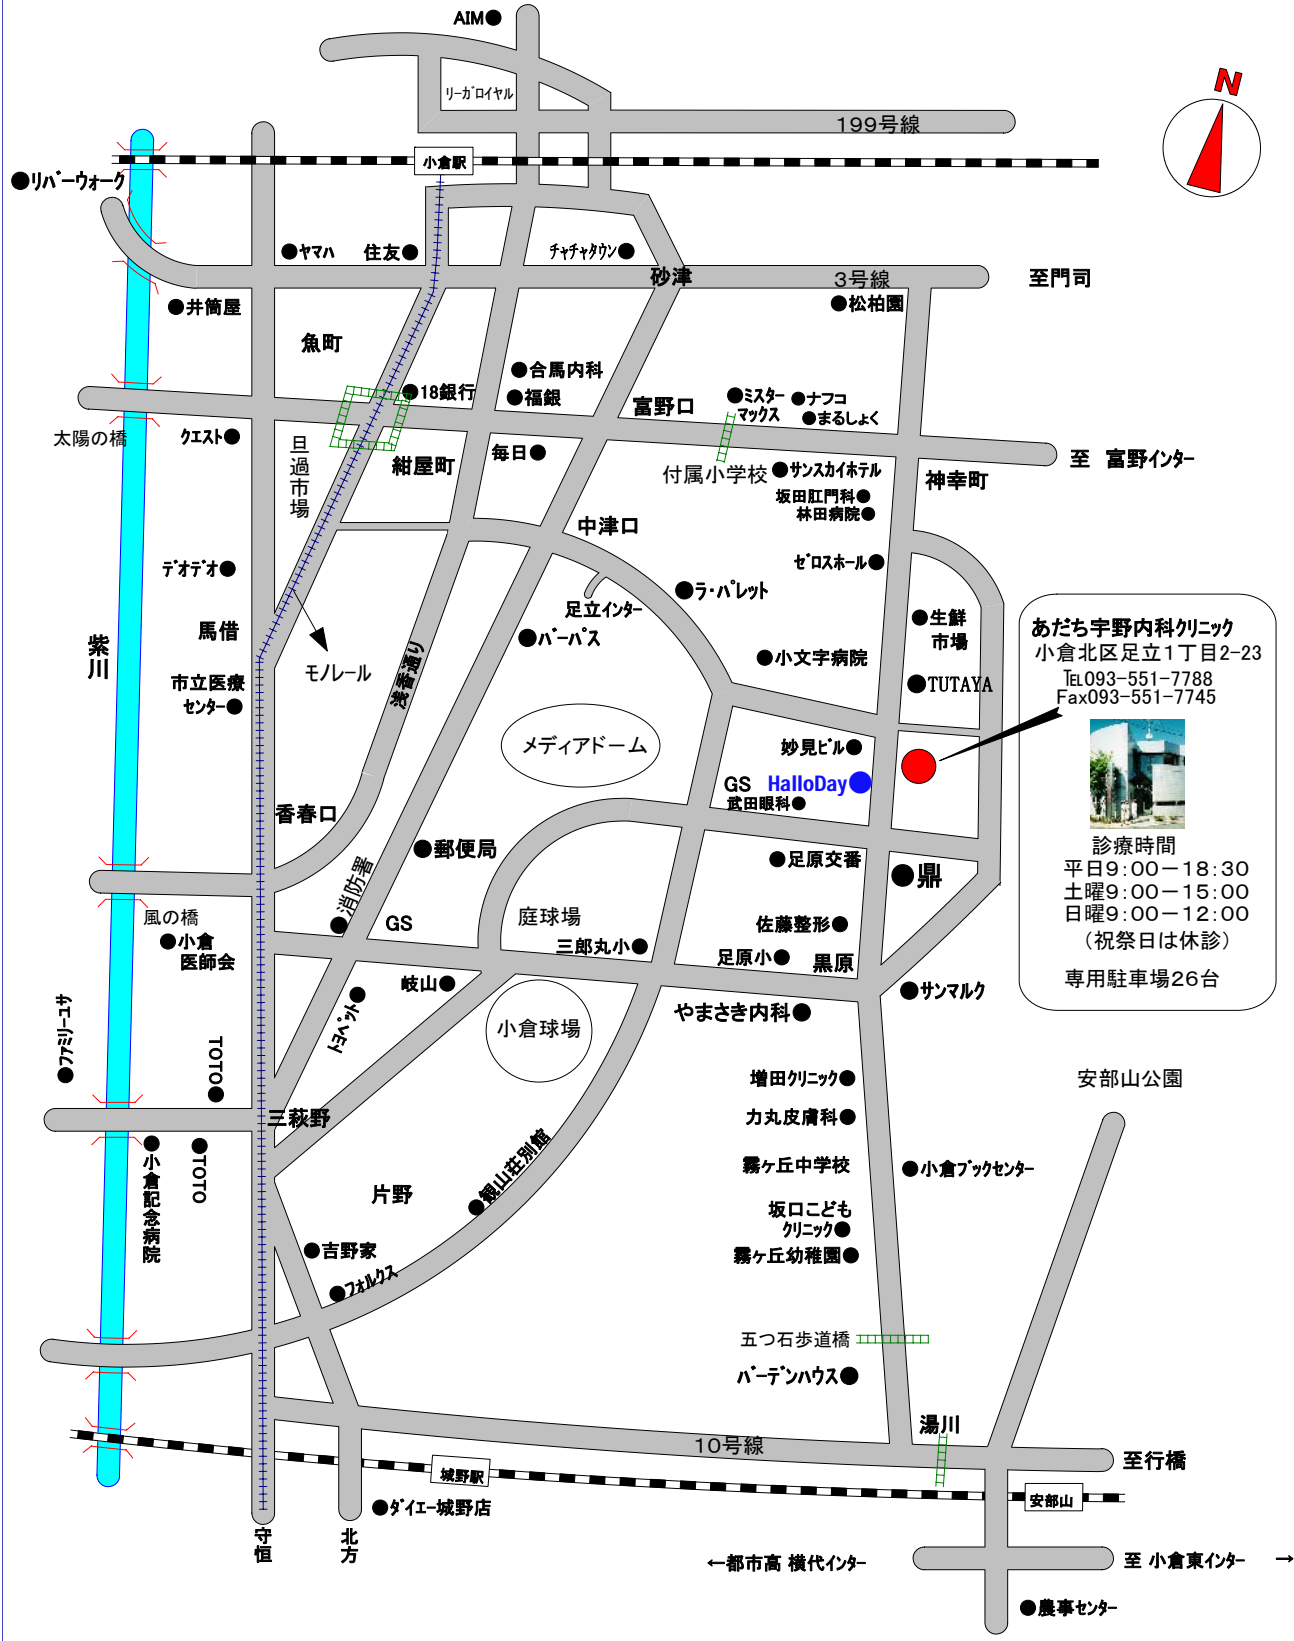 AIM
N
リーガロイヤル
199号線
小倉駅
リバーウォーク
ヤマハ
住友
チャチャタウン
砂津
3号線
至門司
井筒屋
松柏園
魚町
合馬内科
18銀行
福銀
富野口
ミスター
マックス
ナフコ
まるしょく
太陽の橋
クエスト
旦過市場
紺屋町
毎日
付属小学校
サンスカイホテル
至 富野インター
神幸町
坂田肛門科
林田病院
中津口
デオデオ
ゼロスホール
ラ・パレット
足立インター
生鮮
市場
馬借
バーパス
紫川
モノレール
浅香通り
小文字病院
市立医療
センター
TUTAYA
あだち宇野内科クリニック
小倉北区足立1丁目2-23
℡093-551-7788
Fax093-551-7745
メディアドーム
妙見ビル
GS
HalloDay
武田眼科
香春口
郵便局
足原交番
鼎
診療時間
平日9:00-18:30
土曜9:00-15:00
日曜9:00-12:00
(祝祭日は休診)
専用駐車場26台
消防署
風の橋
GS
庭球場
佐藤整形
小倉
医師会
三郎丸小
足原小
黒原
岐山
サンマルク
トヨペット
やまさき内科
小倉球場
ファミリーユサ
TOTO
増田クリニック
安部山公園
三萩野
力丸皮膚科
小倉記念病院
TOTO
観山荘別館
霧ヶ丘中学校
小倉ブックセンター
片野
坂口こども
クリニック
吉野家
霧ヶ丘幼稚園
フォルクス
五つ石歩道橋
バーデンハウス
湯川
10号線
至行橋
城野駅
安部山
ダイエー城野店
守恒
北方
←都市高 横代インター
至 小倉東インター →
農事センター